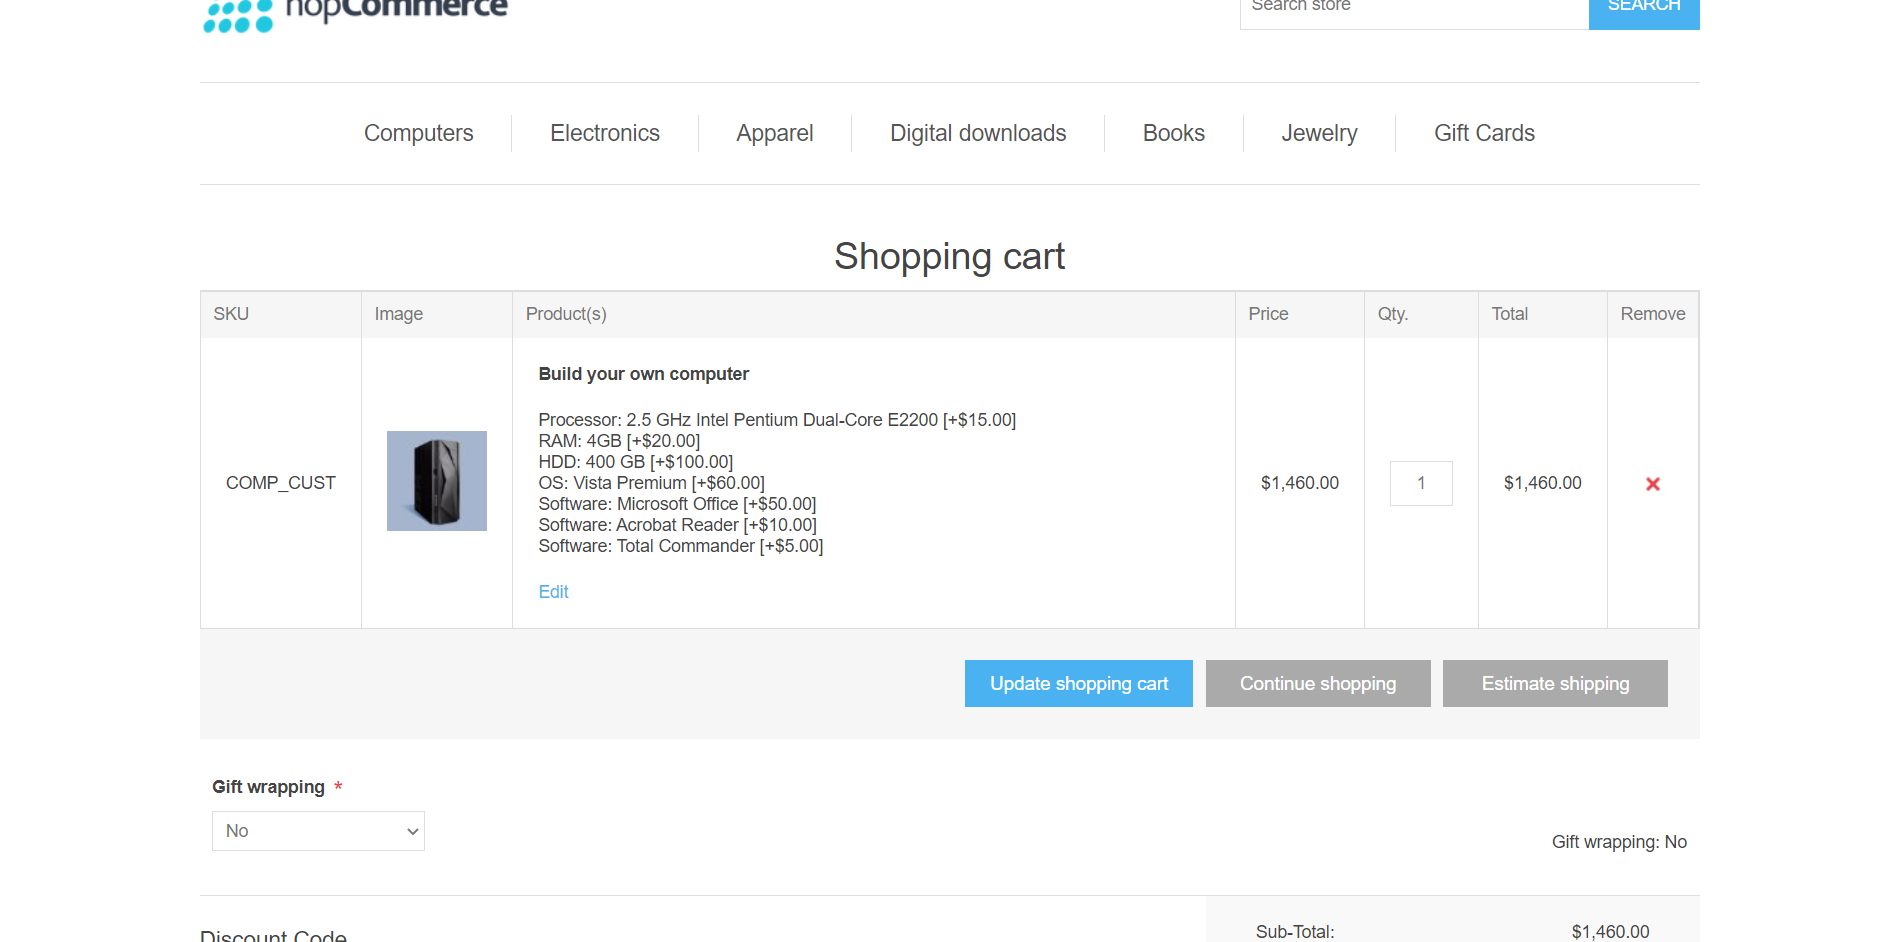 nopCommerce
Search store
SEARCH
Computers
Electronics
Apparel
Digital downloads
Books
Jewelry
Gift Cards
Shopping cart
SKU
Image
Product(s)
Price
Qty.
Total
Remove
COMP_CUST
Build your own computer
Processor: 2.5 GHz Intel Pentium Dual-Core E2200 [+$15.00]
RAM: 4GB [+$20.00]
HDD: 400 GB [+$100.00]
OS: Vista Premium [+$60.00]
Software: Microsoft Office [+$50.00]
Software: Acrobat Reader [+$10.00]
Software: Total Commander [+$5.00]
Edit
$1,460.00
1
$1,460.00
Update shopping cart
Continue shopping
Estimate shipping
Gift wrapping *
No
Gift wrapping: No
Discount Code
Sub-Total:
$1,460.00